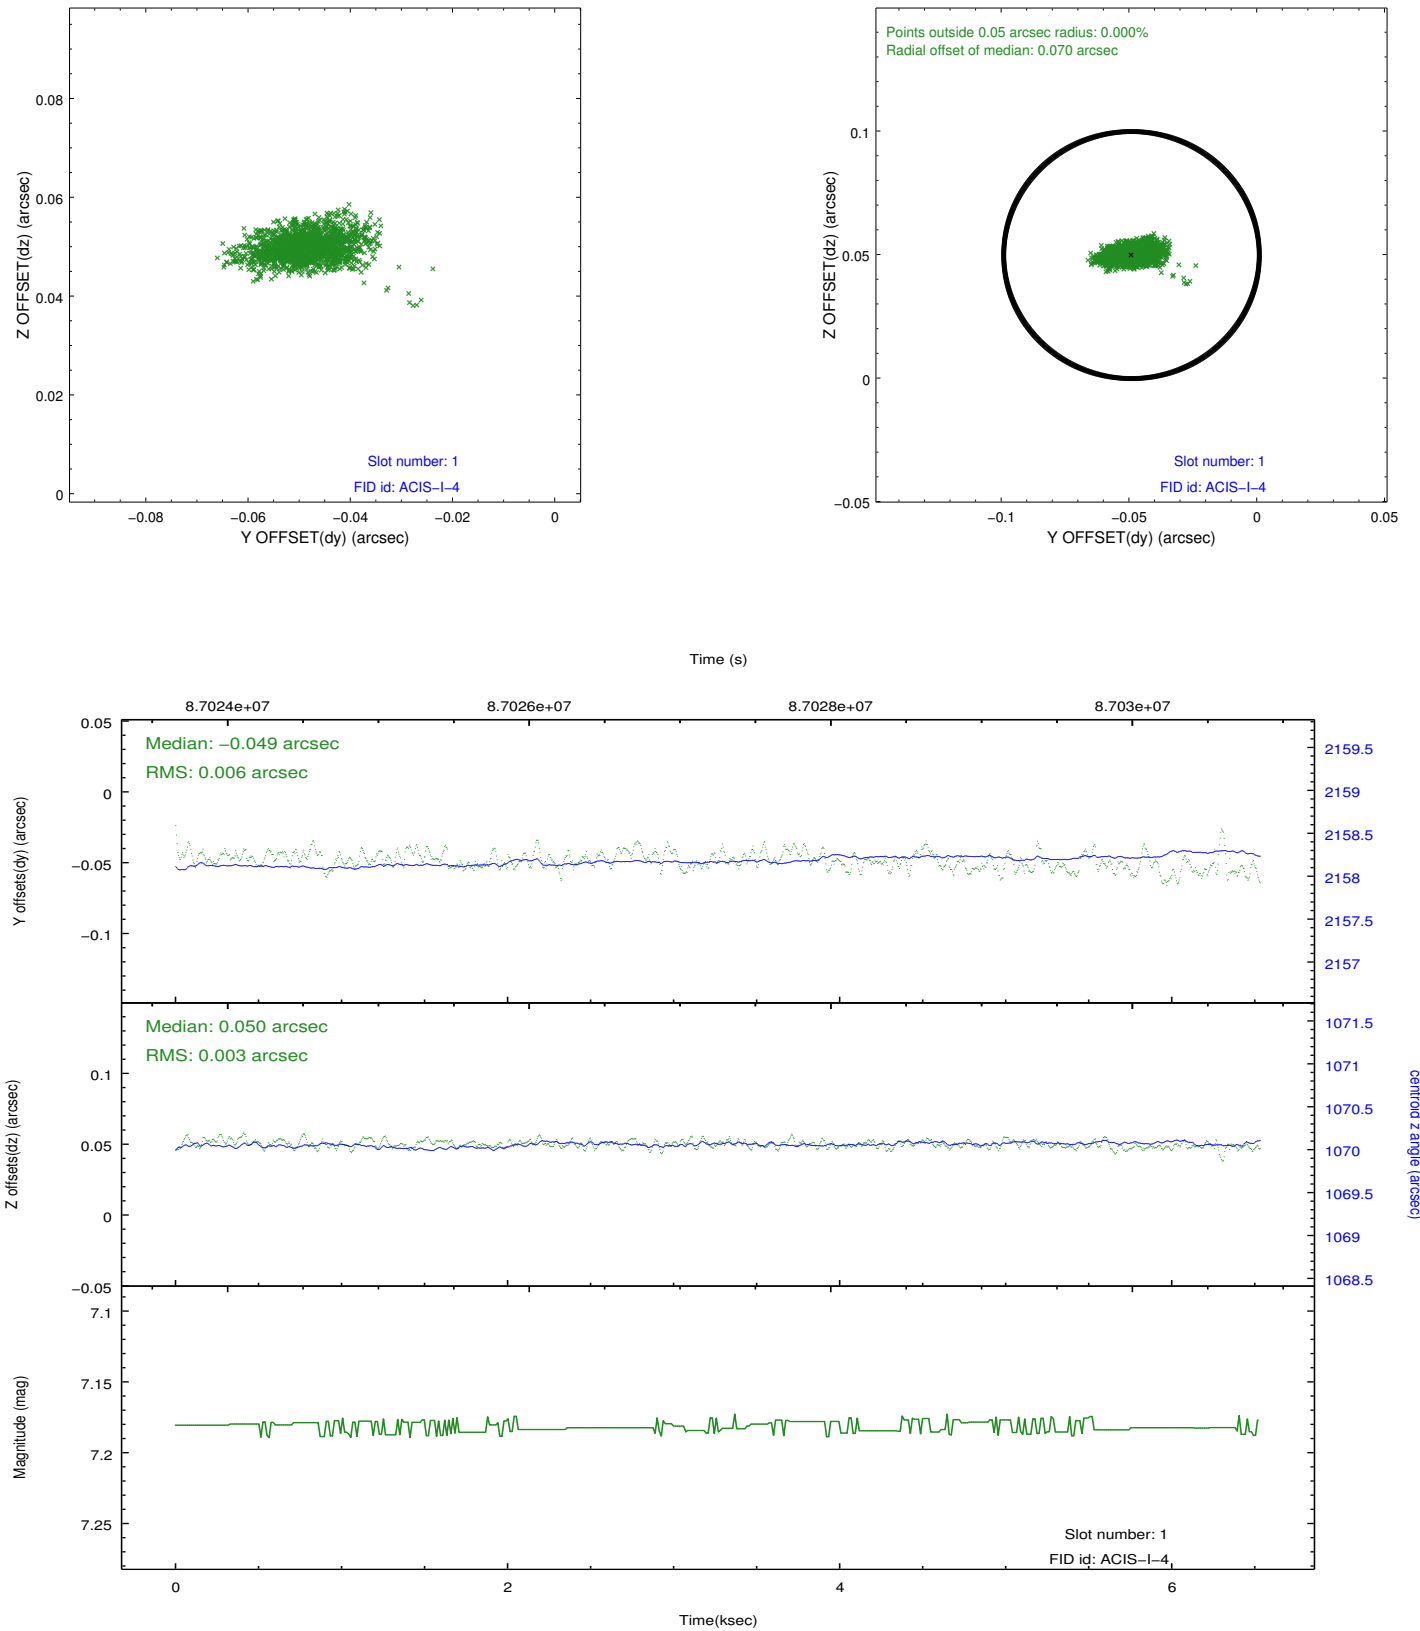 0.08
0.06
0.04
0.02
0
Z OFFSET(dz) (arcsec)
Slot number: 1
FID id: ACIS−I−4
−0.08
−0.06
−0.04
−0.02
0
Y OFFSET(dy) (arcsec)
Points outside 0.05 arcsec radius: 0.000%
Radial offset of median: 0.070 arcsec
0.1
0.05
0
−0.05
Z OFFSET(dz) (arcsec)
Slot number: 1
FID id: ACIS−I−4
−0.1
−0.05
0
0.05
Y OFFSET(dy) (arcsec)
Time (s)
8.7024e+07
8.7026e+07
8.7028e+07
8.703e+07
0.05
0
−0.05
−0.1
Y offsets(dy) (arcsec)
Median: −0.049 arcsec
RMS: 0.006 arcsec
2159.5
2159
2158.5
2158
2157.5
2157
0.1
0.05
0
−0.05
Z offsets(dz) (arcsec)
Median: 0.050 arcsec
RMS: 0.003 arcsec
1071.5
1071
1070.5
1070
1069.5
1069
1068.5
centroid z angle (arcsec)
7.1
7.15
7.2
7.25
Magnitude (mag)
Slot number: 1
FID id: ACIS−I−4
0
2
4
6
Time(ksec)